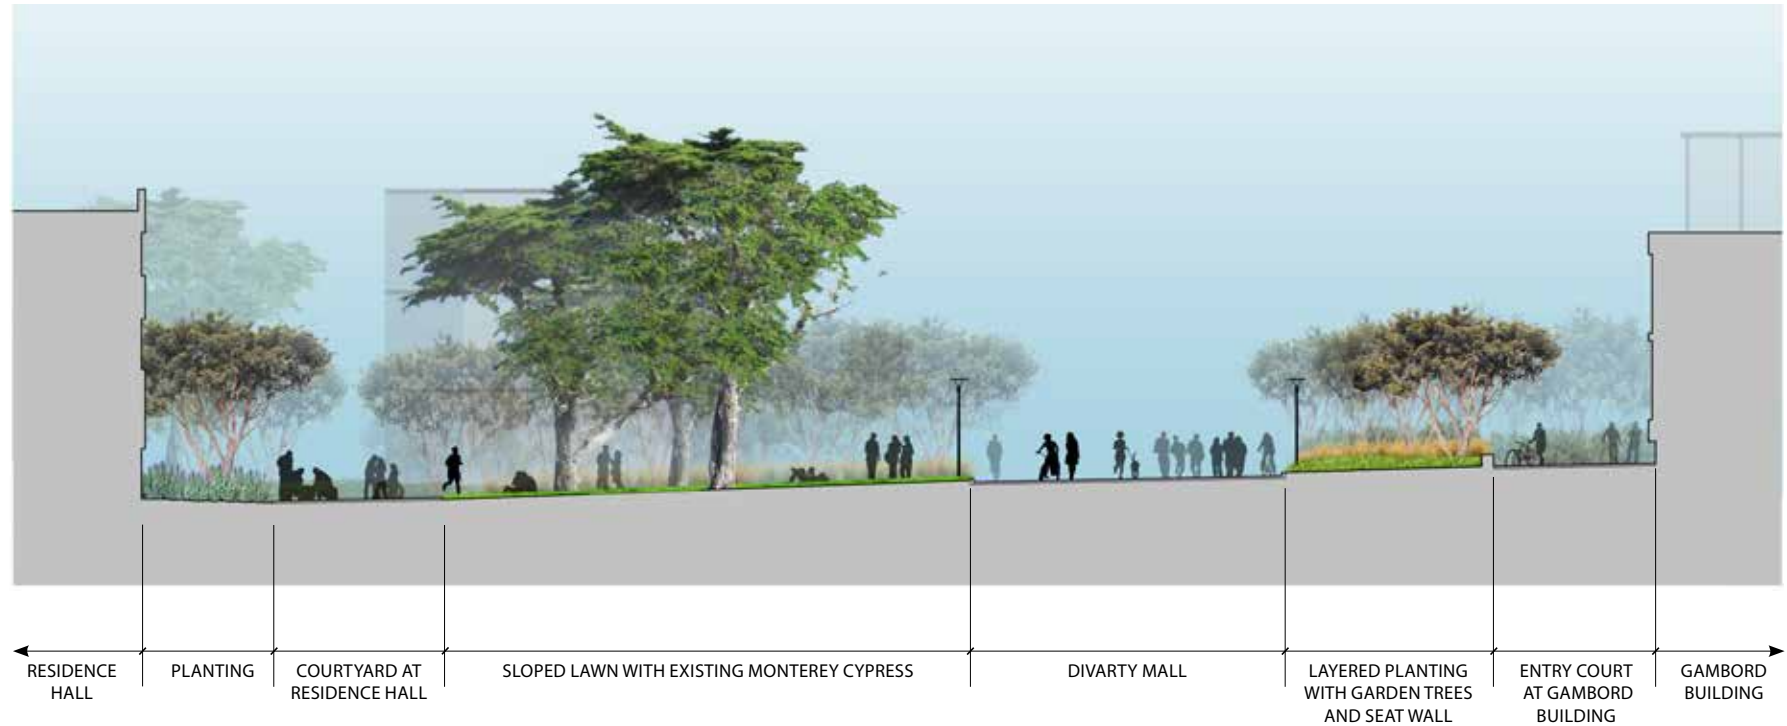 RESIDENCE
HALL
PLANTING
COURTYARD AT
RESIDENCE HALL
SLOPED LAWN WITH EXISTING MONTEREY CYPRESS
DIVARTY MALL
LAYERED PLANTING
WITH GARDEN TREES
AND SEAT WALL
ENTRY COURT
AT GAMBORD
BUILDING
GAMBORD
BUILDING